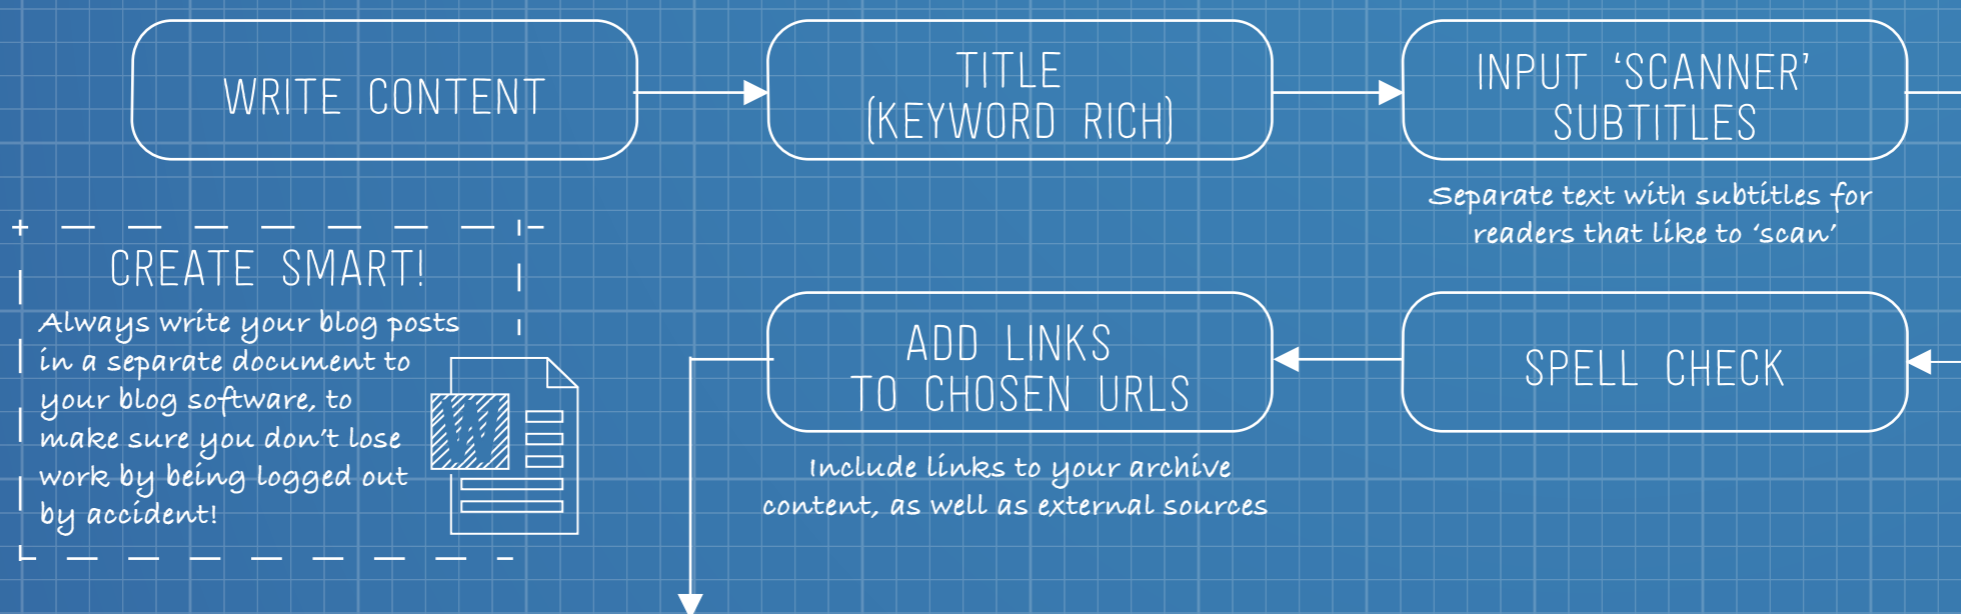 WRITE CONTENT
TITLE
(KEYWORD RICH)
INPUT ‘SCANNER’
SUBTITLES
Separate text with subtitles for
readers that like to ‘scan’
CREATE SMART!
Always write your blog posts
in a separate document to
your blog software, to
make sure you don’t lose
work by being logged out
by accident!
W
ADD LINKS
TO CHOSEN URLS
Include links to your archive
content, as well as external sources
SPELL CHECK